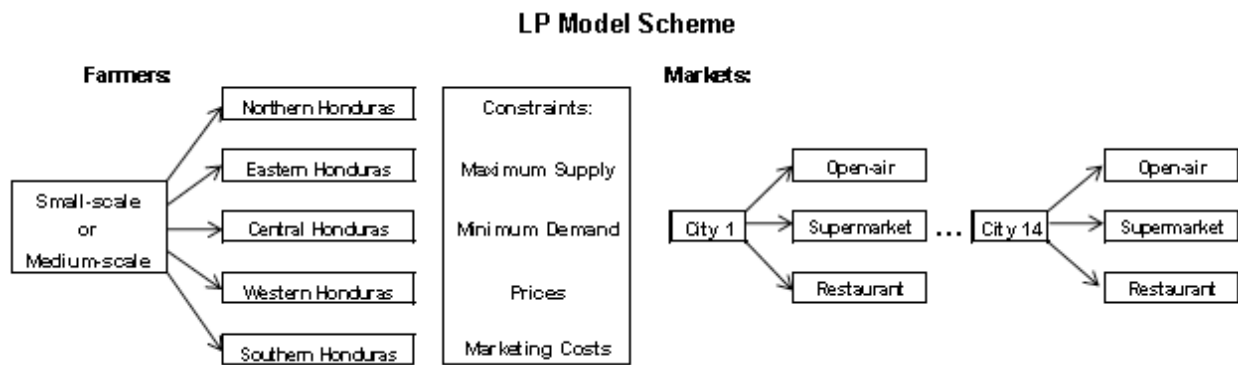 LP Model Scheme
Farmers:
Small-scale
or
Medium-scale
Northern Honduras
Eastern Honduras
Central Honduras
Western Honduras
Southern Honduras
Constraints:
Maximum Supply
Minimum Demand
Prices
Marketing Costs
Markets:
City 1
Open-air
Supermarket
Restaurant
...
City 14
Open-air
Supermarket
Restaurant